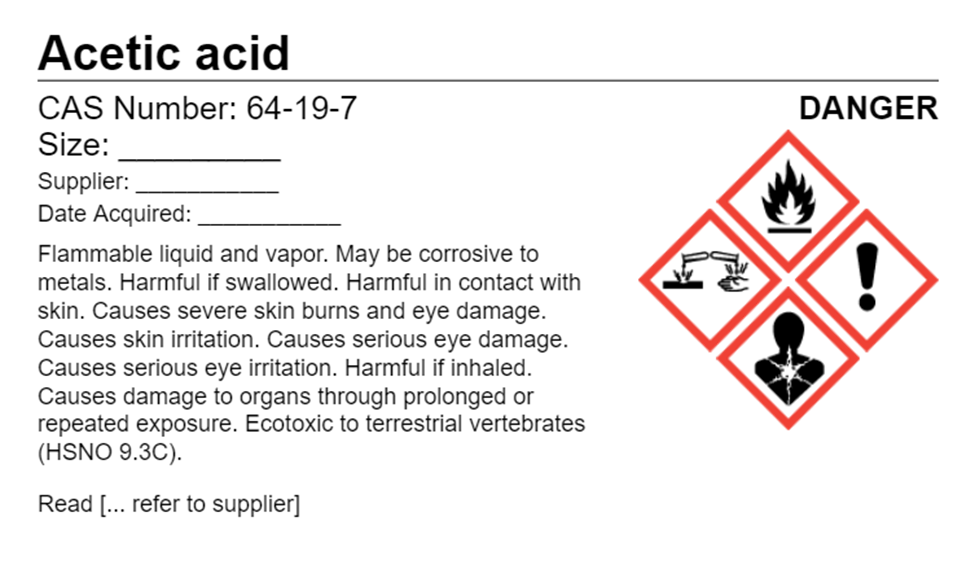 Acetic acid
CAS Number: 64-19-7
DANGER
Size: _________
Supplier: ___________
Date Acquired: ___________
Flammable liquid and vapor. May be corrosive to
metals. Harmful if swallowed. Harmful in contact with
skin. Causes severe skin burns and eye damage.
Causes skin irritation. Causes serious eye damage.
Causes serious eye irritation. Harmful if inhaled.
Causes damage to organs through prolonged or
repeated exposure. Ecotoxic to terrestrial vertebrates
(HSNO 9.3C).
Read [... refer to supplier]